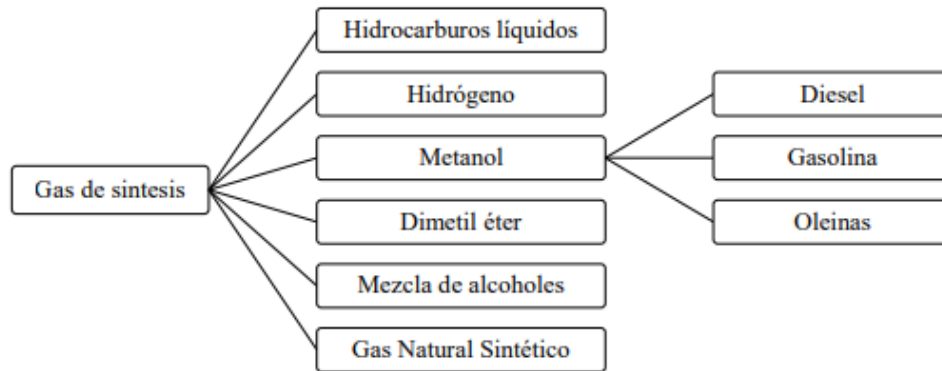 Hidrocarburos líquidos
Hidrógeno
Diesel
Metanol
Gasolina
Gas de sintesis
Dimetil éter
Oleinas
Mezcla de alcoholes
Gas Natural Sintético